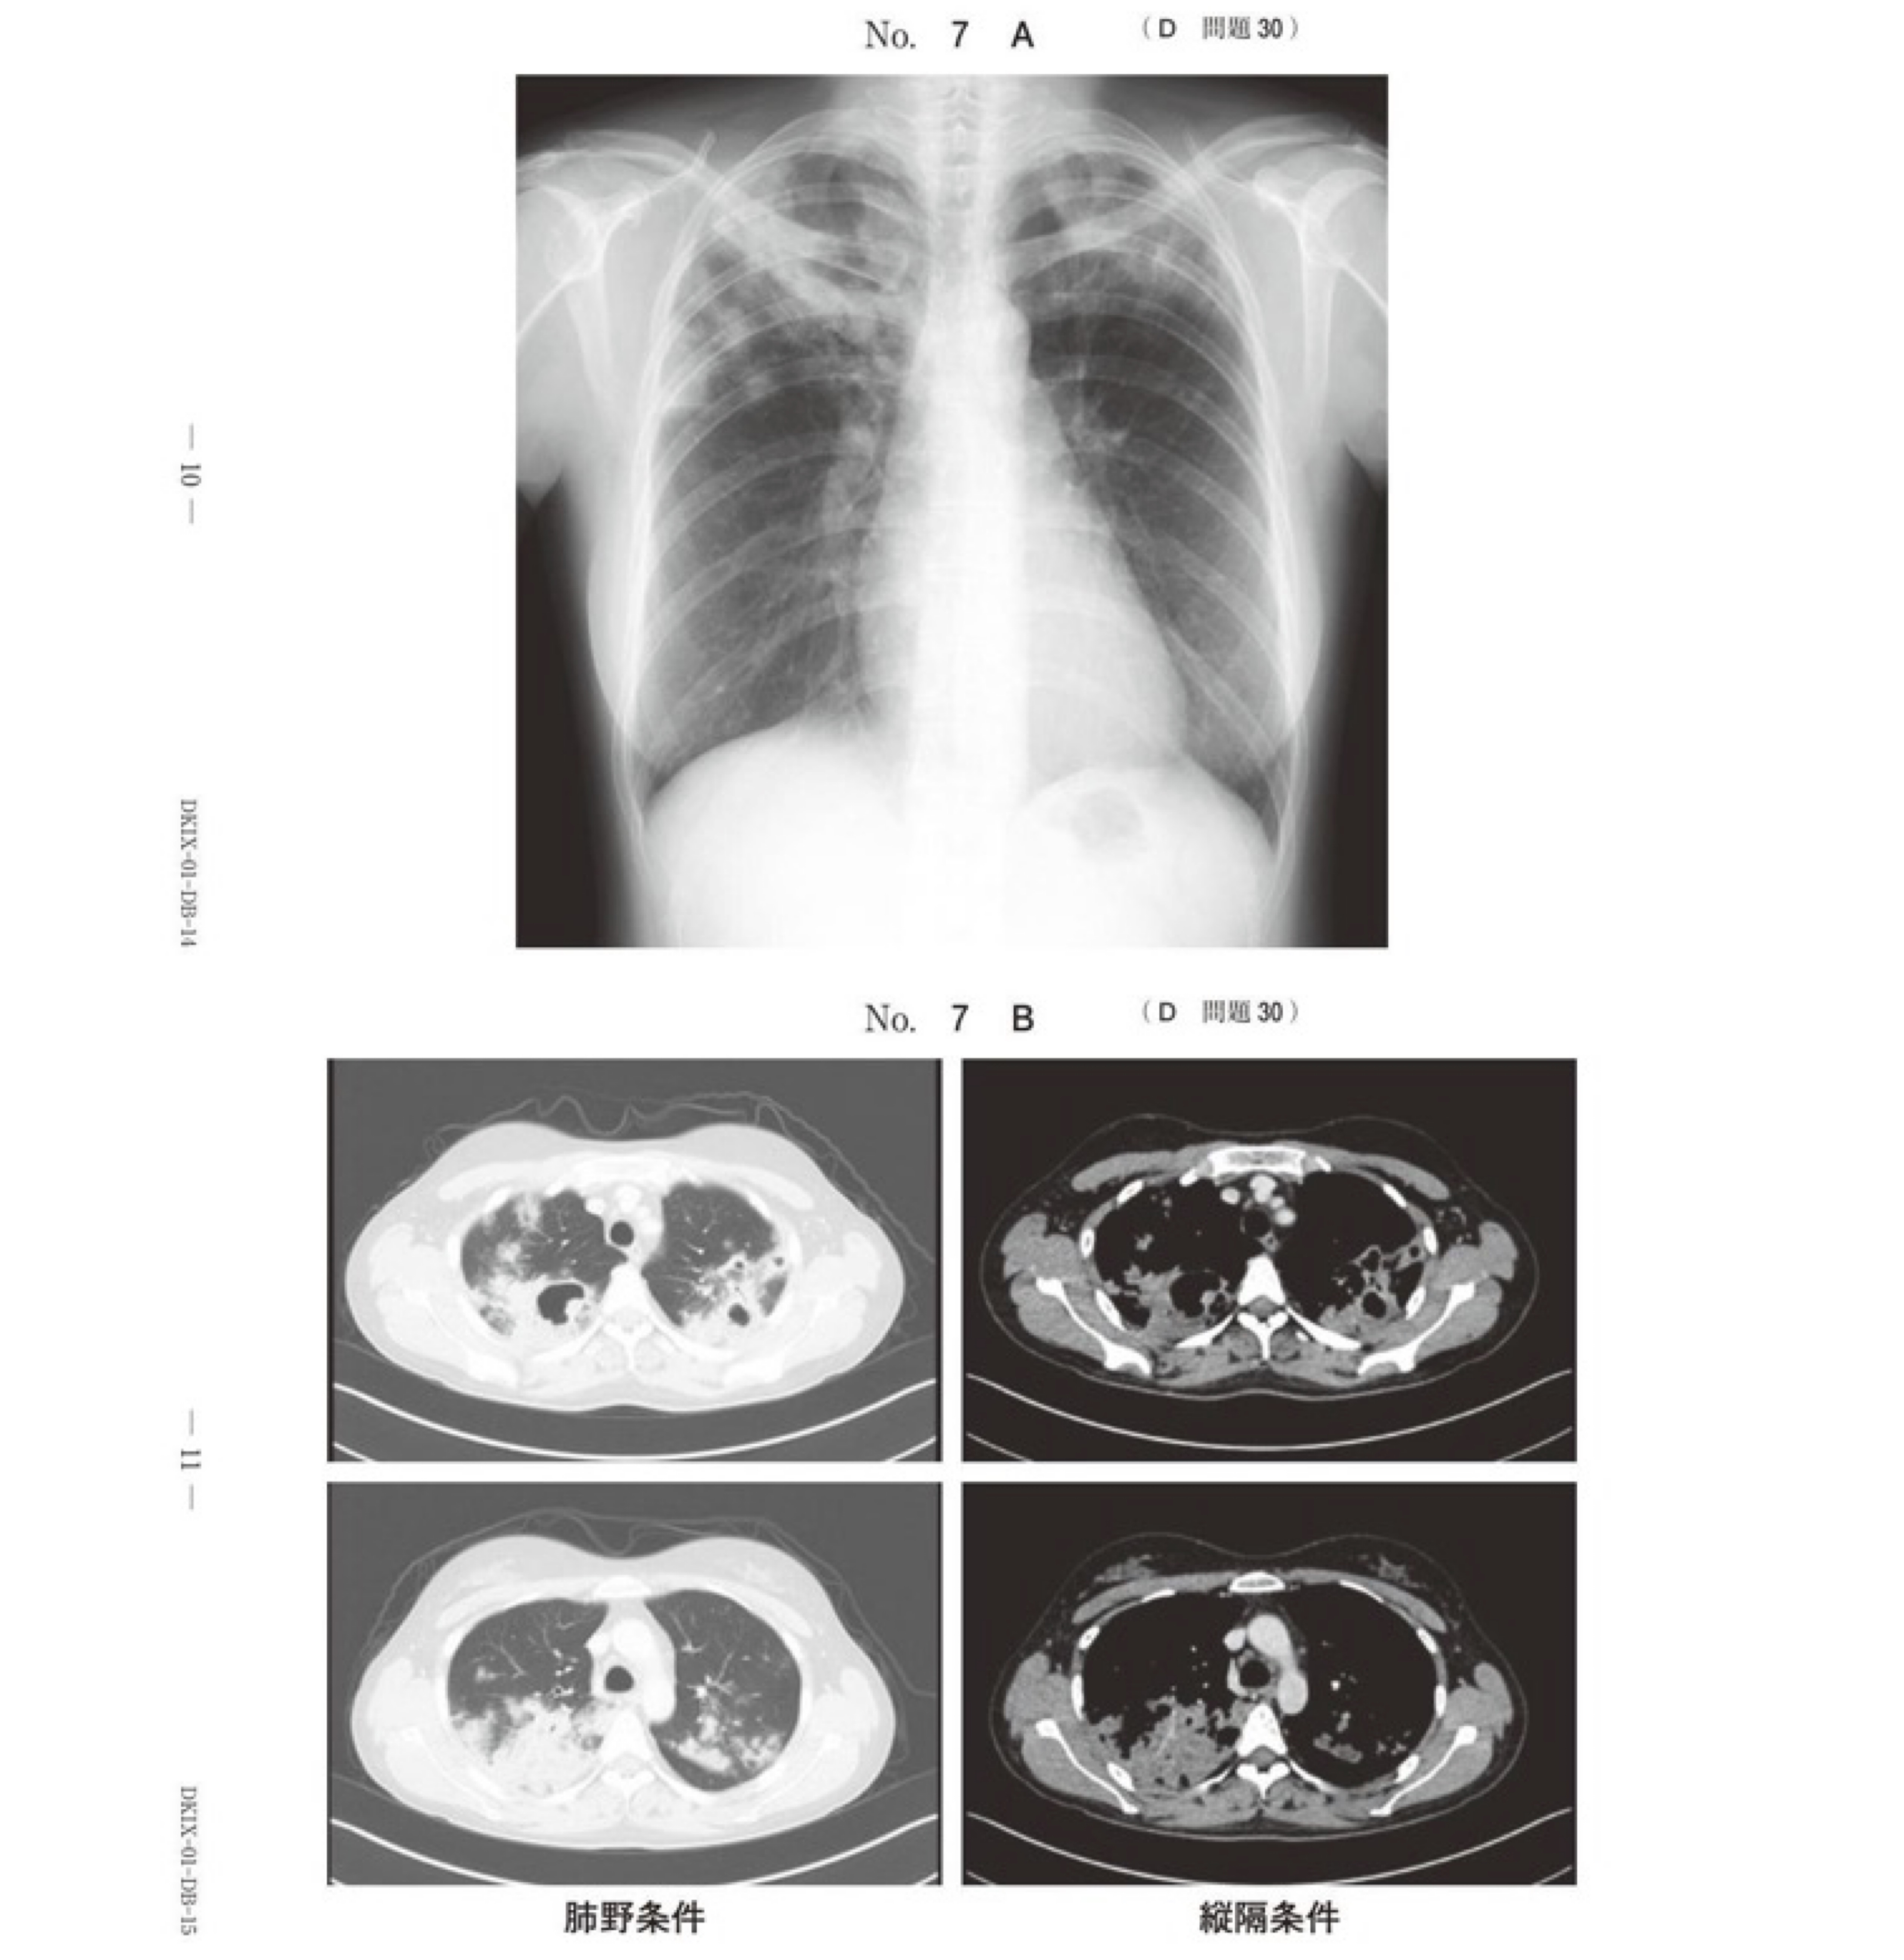 No. 7 A （D 問題 30）
— 10 —
DKIX-01-DB-14
No. 7 B （D 問題 30）
— 11 —
DKIX-01-DB-15
肺野条件
縦隔条件